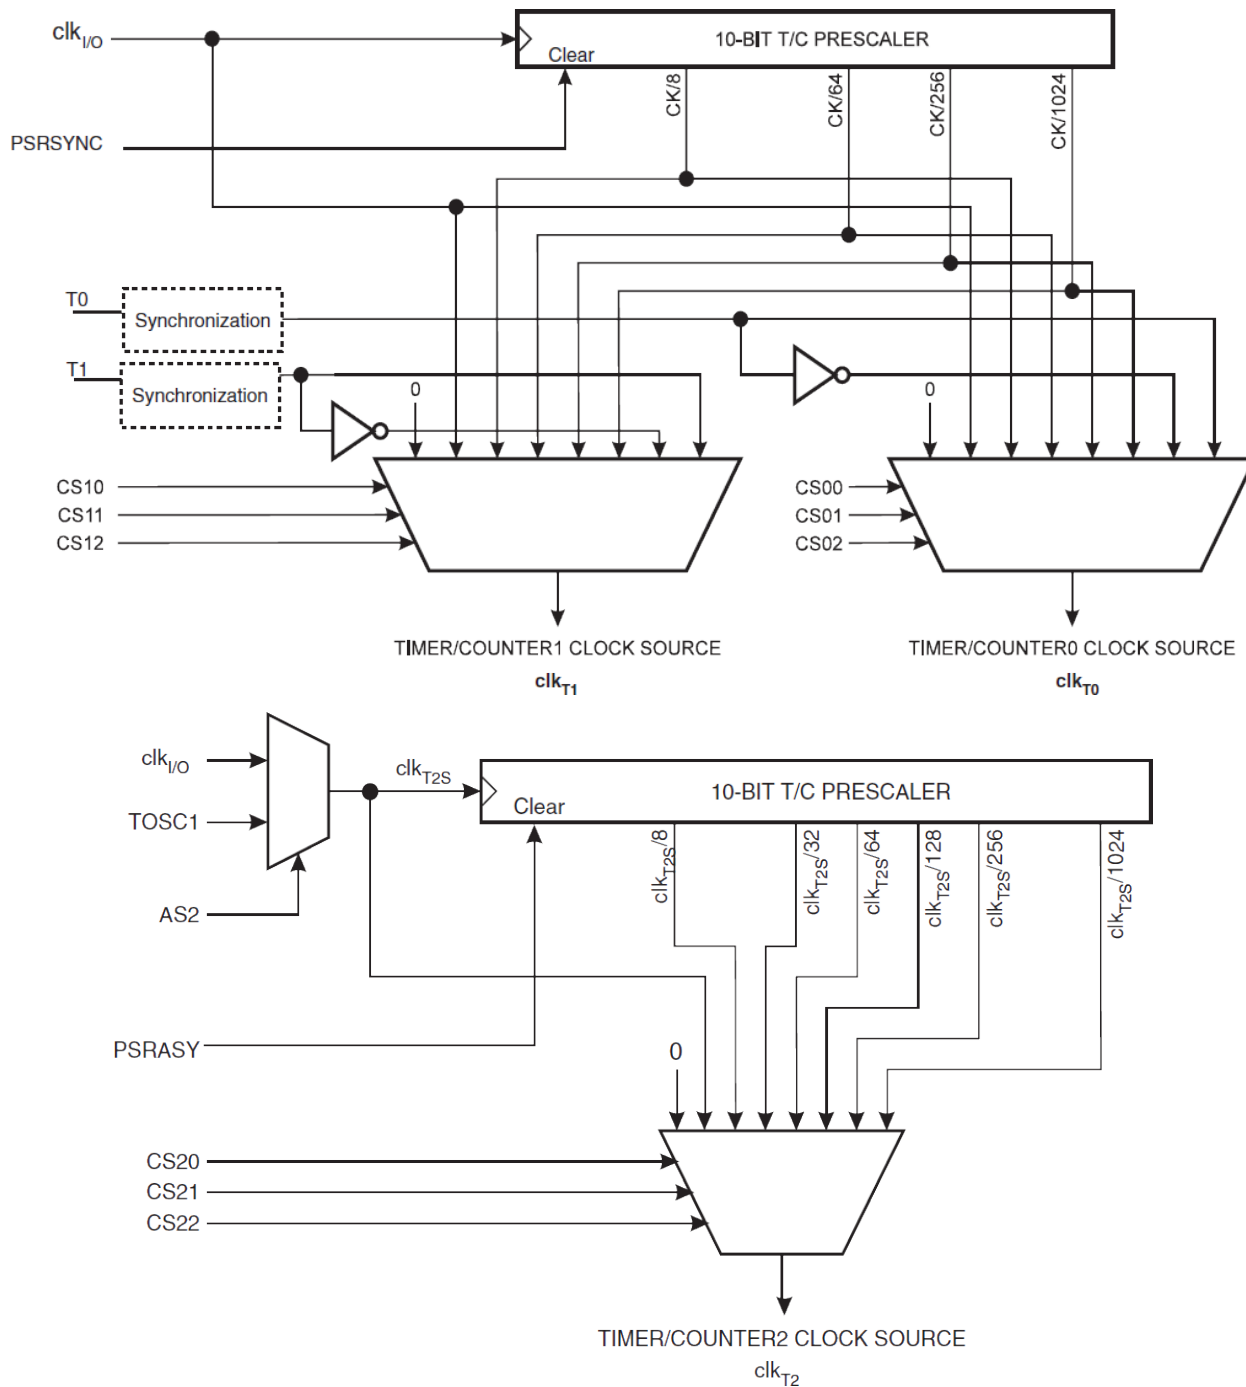 clkI/O
10-BIT T/C PRESCALER
Clear
CK/8
CK/64
CK/256
CK/1024
PSRSYNC
T0
Synchronization
T1
Synchronization
0
0
CS10
CS11
CS12
CS00
CS01
CS02
TIMER/COUNTER1 CLOCK SOURCE
clkT1
TIMER/COUNTER0 CLOCK SOURCE
clkT0
clkI/O
TOSC1
AS2
clkT2S
10-BIT T/C PRESCALER
Clear
clkT2S/8
clkT2S/32
clkT2S/64
clkT2S/128
clkT2S/256
clkT2S/1024
PSRASY
0
CS20
CS21
CS22
TIMER/COUNTER2 CLOCK SOURCE
clkT2